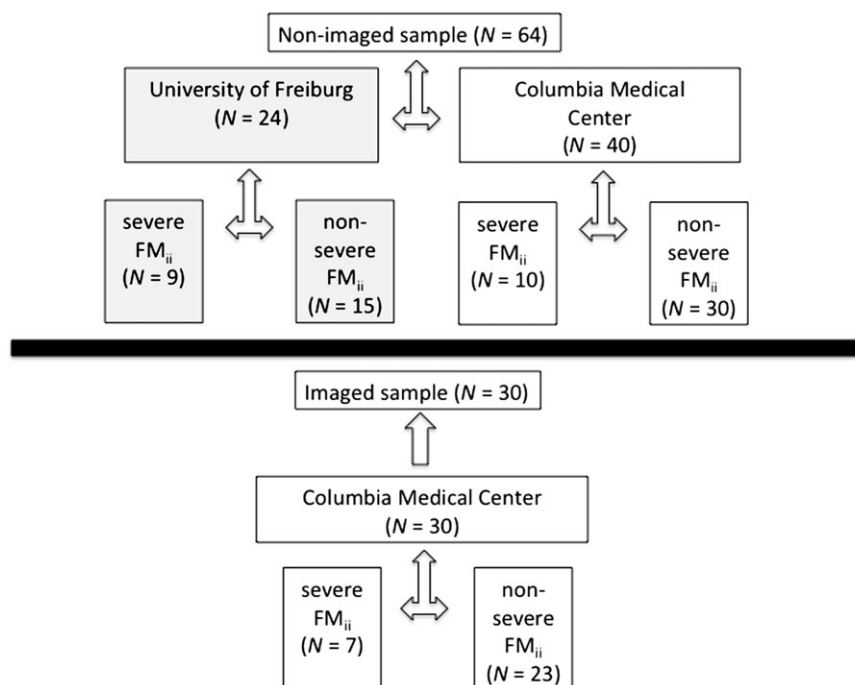 Non-imaged sample (N = 64)
University of Freiburg
(N = 24)
Columbia Medical
Center
(N = 40)
severe
FMii
(N = 9)
non-
severe
FMii
(N = 15)
severe
FMii
(N = 10)
non-
severe
FMii
(N = 30)
Imaged sample (N = 30)
Columbia Medical Center
(N = 30)
severe
FMii
(N = 7)
non-
severe
FMii
(N = 23)